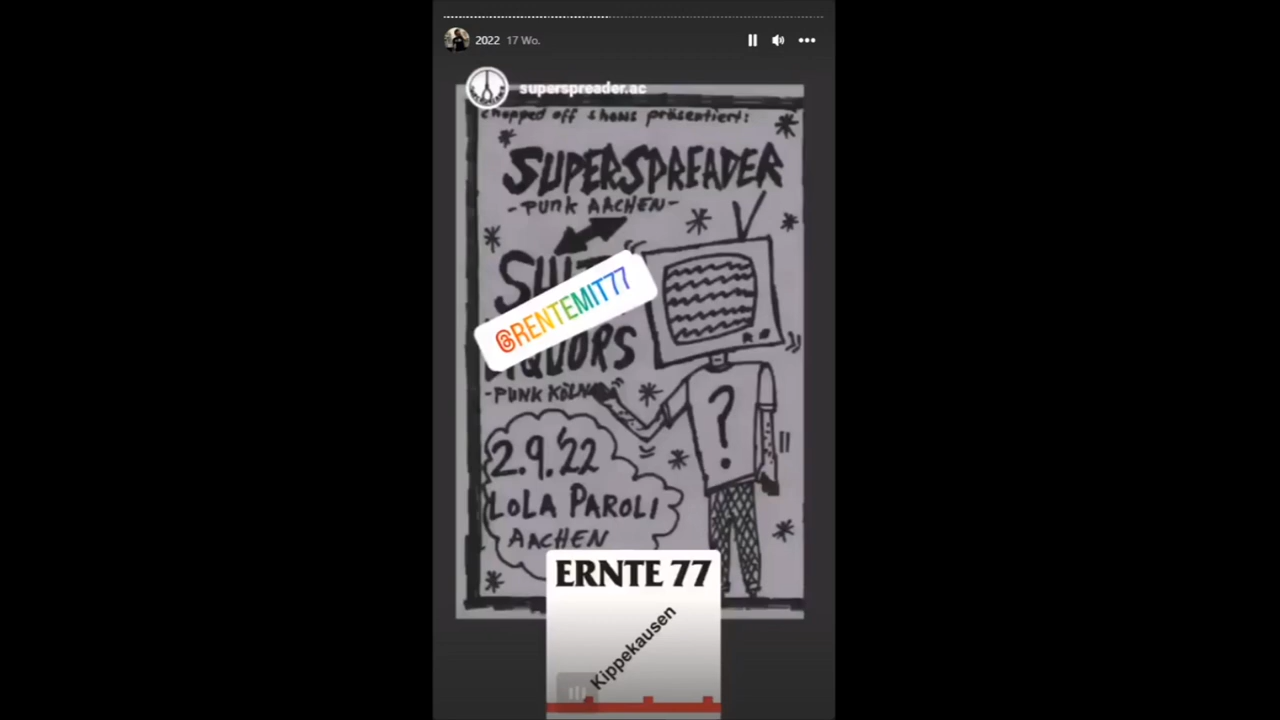 2022 17 Wo.
superspreader.ac
chopped off shows präsentiert:
SUPERSPREADER
-PUNK AACHEN-
@RENTEMIT77
LIQUORS
-PUNK KÖLN
2.9.'22
LOLA PAROLI
AACHEN
?
ERNTE 77
Kippekausen